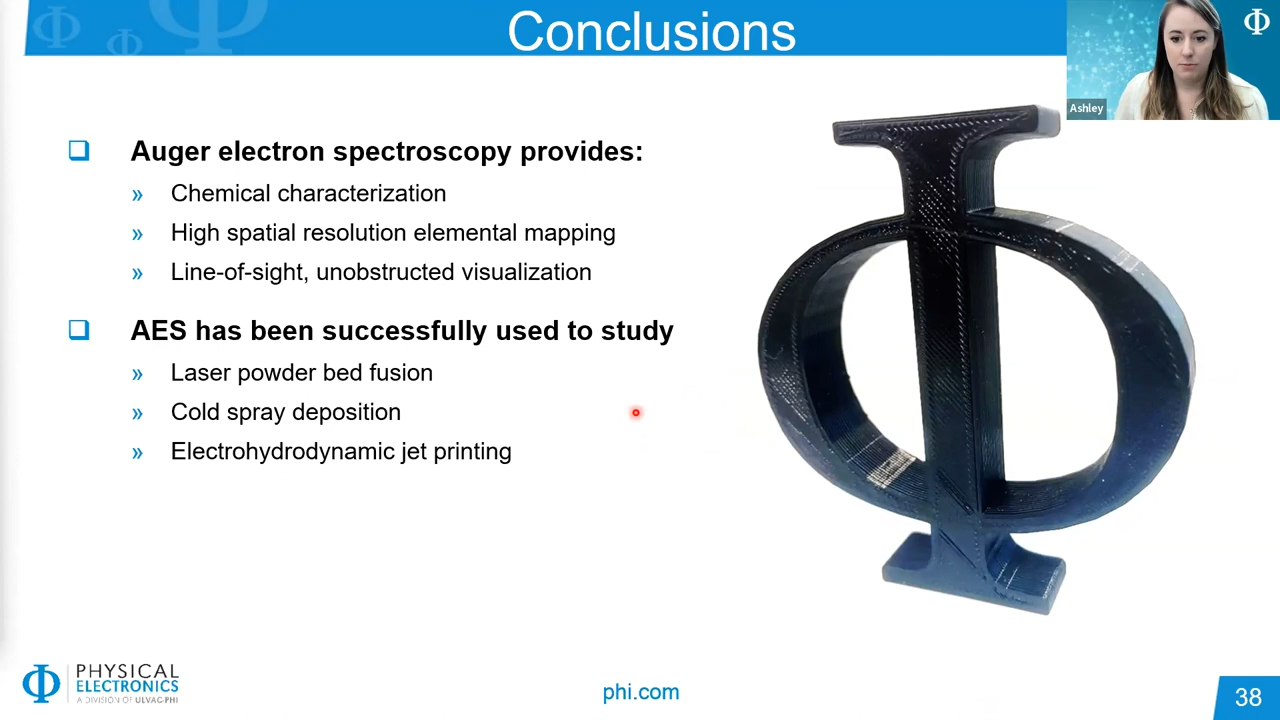 Conclusions
Ashley
Auger electron spectroscopy provides:
» Chemical characterization
» High spatial resolution elemental mapping
» Line-of-sight, unobstructed visualization
AES has been successfully used to study
» Laser powder bed fusion
» Cold spray deposition
» Electrohydrodynamic jet printing
PHYSICAL
ELECTRONICS
A DIVISION OF ULVAC-PHI
phi.com
38